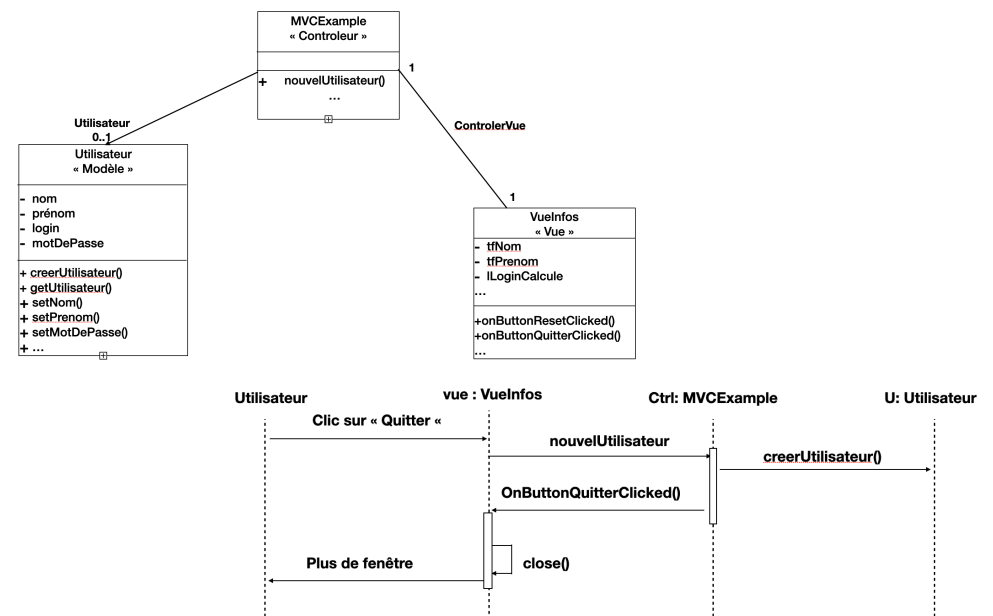 MVCExample
« Controleur »
+ nouvelUtilisateur()
...
1
ControlerVue
1
Utilisateur
0..1
Utilisateur
« Modèle »
- nom
- prénom
- login
- motDePasse
+ creerUtilisateur()
+ getUtilisateur()
+ setNom()
+ setPrenom()
+ setMotDePasse()
+ ...
VueInfos
« Vue »
- tfNom
- tfPrenom
- lLoginCalcule
...
+onButtonResetClicked()
+onButtonQuitterClicked()
...
Utilisateur
vue : VueInfos
Ctrl: MVCExample
U: Utilisateur
Clic sur « Quitter «
nouvelUtilisateur
creerUtilisateur()
OnButtonQuitterClicked()
close()
Plus de fenêtre